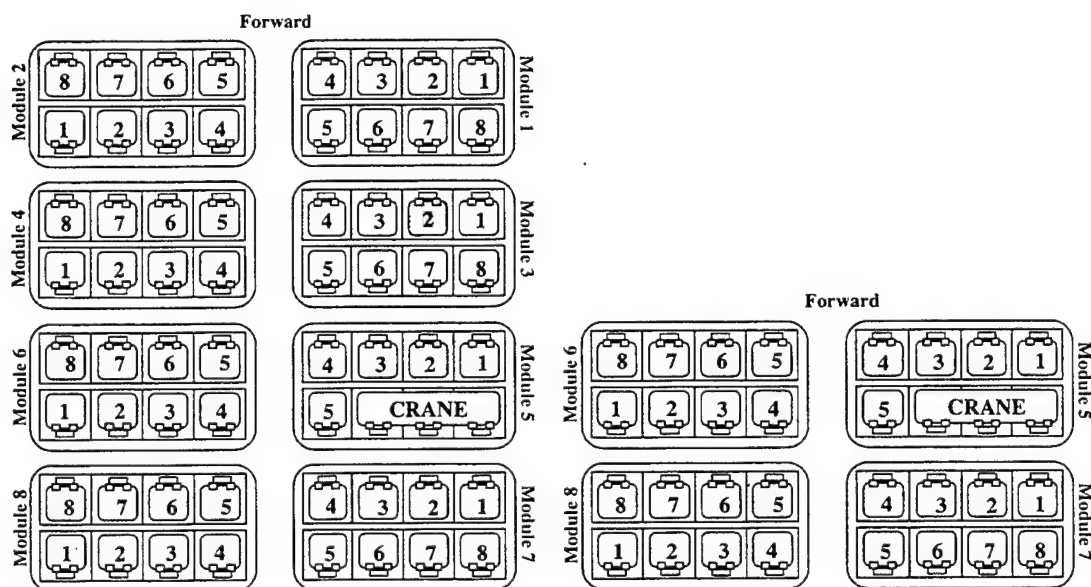 Forward
Module 2
8 7 6 5
1 2 3 4
4 3 2 1
5 6 7 8
Module 1
Module 4
8 7 6 5
1 2 3 4
4 3 2 1
5 6 7 8
Module 3
Module 6
8 7 6 5
1 2 3 4
4 3 2 1
5 CRANE
Module 5
Module 8
8 7 6 5
1 2 3 4
4 3 2 1
5 6 7 8
Module 7
Forward
Module 6
8 7 6 5
1 2 3 4
4 3 2 1
5 CRANE
Module 5
Module 8
8 7 6 5
1 2 3 4
4 3 2 1
5 6 7 8
Module 7